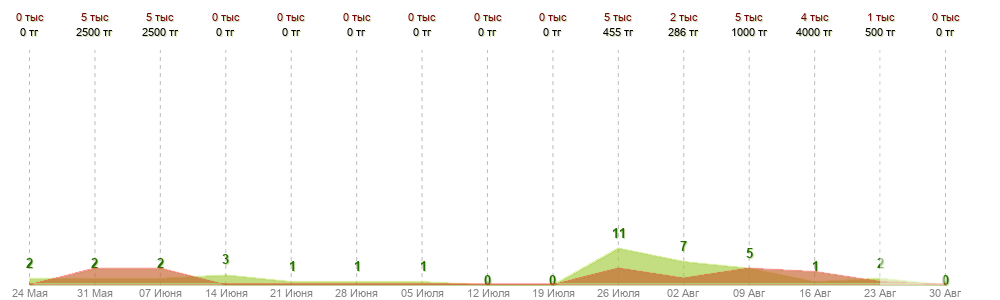 0 тыс 5 тыс 5 тыс 0 тыс 0 тыс 0 тыс 0 тыс 0 тыс 0 тыс 5 тыс 2 тыс 5 тыс 4 тыс 1 тыс 0 тыс
0 тг 2500 тг 2500 тг 0 тг 0 тг 0 тг 0 тг 0 тг 0 тг 455 тг 286 тг 1000 тг 4000 тг 500 тг 0 тг
2 2 2 3 1 1 1 0 0 11 7 5 1 2 0
24 Мая 31 Мая 07 Июня 14 Июня 21 Июня 28 Июня 05 Июля 12 Июля 19 Июля 26 Июля 02 Авг 09 Авг 16 Авг 23 Авг 30 Авг